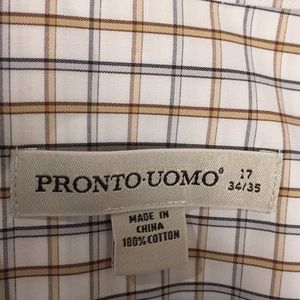 PRONTO·UOMO® 17
34/35
MADE IN
CHINA
100% COTTON